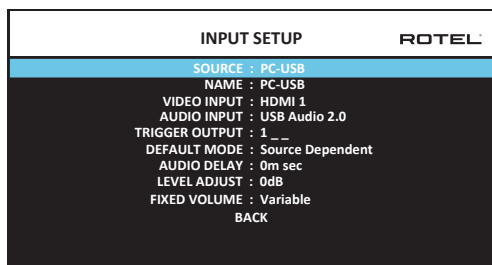 INPUT SETUP ROTEL
SOURCE : PC-USB
NAME : PC-USB
VIDEO INPUT : HDMI 1
AUDIO INPUT : USB Audio 2.0
TRIGGER OUTPUT : 1 _ _
DEFAULT MODE : Source Dependent
AUDIO DELAY : 0m sec
LEVEL ADJUST : 0dB
FIXED VOLUME : Variable
BACK